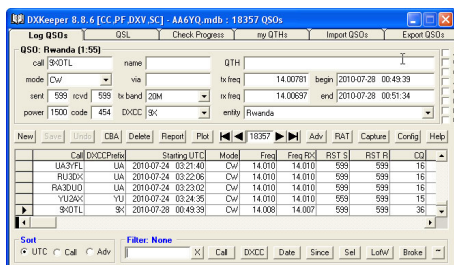 DXKeeper 8.8.6 [CC,PF,DXV,SC] - AA6YQ.mdb : 18357 QSOs
Log QSOs QSL Check Progress my QTHs Import QSOs Export QSOs
QSO: Rwanda (1:55)
call 9X0TL name QTH
mode CW via tx freq 14.00781 begin 2010-07-28 00:49:39
sent 599 rcvd 599 tx band 20M rx freq 14.00697 end 2010-07-28 00:51:34
power 1500 code 454 DXCC 9X entity Rwanda
New Save Undo CBA Delete Report Plot 18357 Adv RAT Capture Config Help
Call DXCCPrefix Starting UTC Mode Freq Freq RX RST S RST R CQ
UA3YFL UA 2010-07-24 03:21:40 CW 14.010 14.010 599 599 16
RU3DX UA 2010-07-24 03:22:06 CW 14.010 14.010 599 599 16
RA3DUO UA 2010-07-24 03:23:02 CW 14.010 14.010 599 599 16
YU2AX YU 2010-07-24 03:24:35 CW 14.010 14.010 599 599 15
9X0TL 9X 2010-07-28 00:49:39 CW 14.008 14.007 599 599 36
Sort Filter: None
UTC Call Adv X Call DXCC Date Since Sel LotW Broke ~